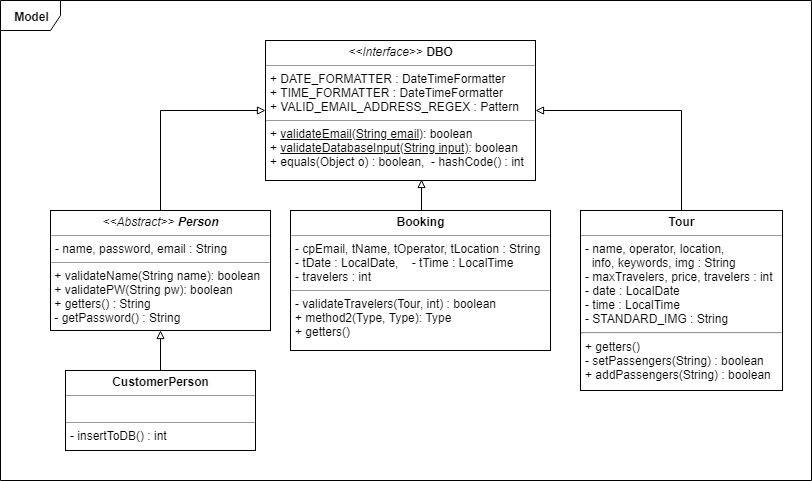 Model
<<Interface>> DBO
+ DATE_FORMATTER : DateTimeFormatter
+ TIME_FORMATTER : DateTimeFormatter
+ VALID_EMAIL_ADDRESS_REGEX : Pattern
+ validateEmail(String email): boolean
+ validateDatabaseInput(String input): boolean
+ equals(Object o) : boolean,  - hashCode() : int
<<Abstract>> Person
- name, password, email : String
+ validateName(String name): boolean
+ validatePW(String pw): boolean
+ getters() : String
- getPassword() : String
Booking
- cpEmail, tName, tOperator, tLocation : String
- tDate : LocalDate,    - tTime : LocalTime
- travelers : int
- validateTravelers(Tour, int) : boolean
+ method2(Type, Type): Type
+ getters()
Tour
- name, operator, location,
info, keywords, img : String
- maxTravelers, price, travelers : int
- date : LocalDate
- time : LocalTime
- STANDARD_IMG : String
+ getters()
- setPassengers(String) : boolean
+ addPassengers(String) : boolean
CustomerPerson
- insertToDB() : int